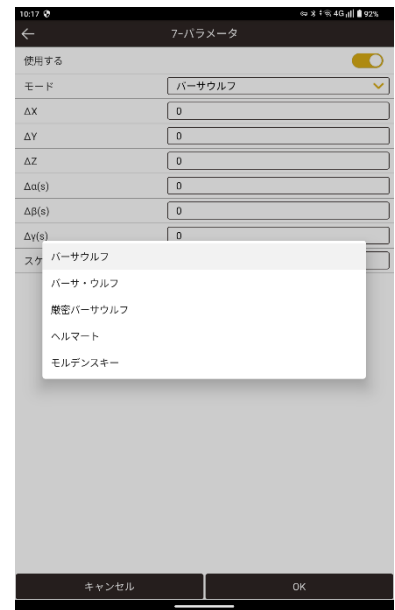 10:17 4G 92%
7-パラメータ
使用する
モード バーサウルフ
ΔX 0
ΔY 0
ΔZ 0
Δα(s) 0
Δβ(s) 0
Δγ(s) 0
スケ
バーサウルフ
バーサ・ウルフ
厳密バーサウルフ
ヘルマート
モルデンスキー
キャンセル OK